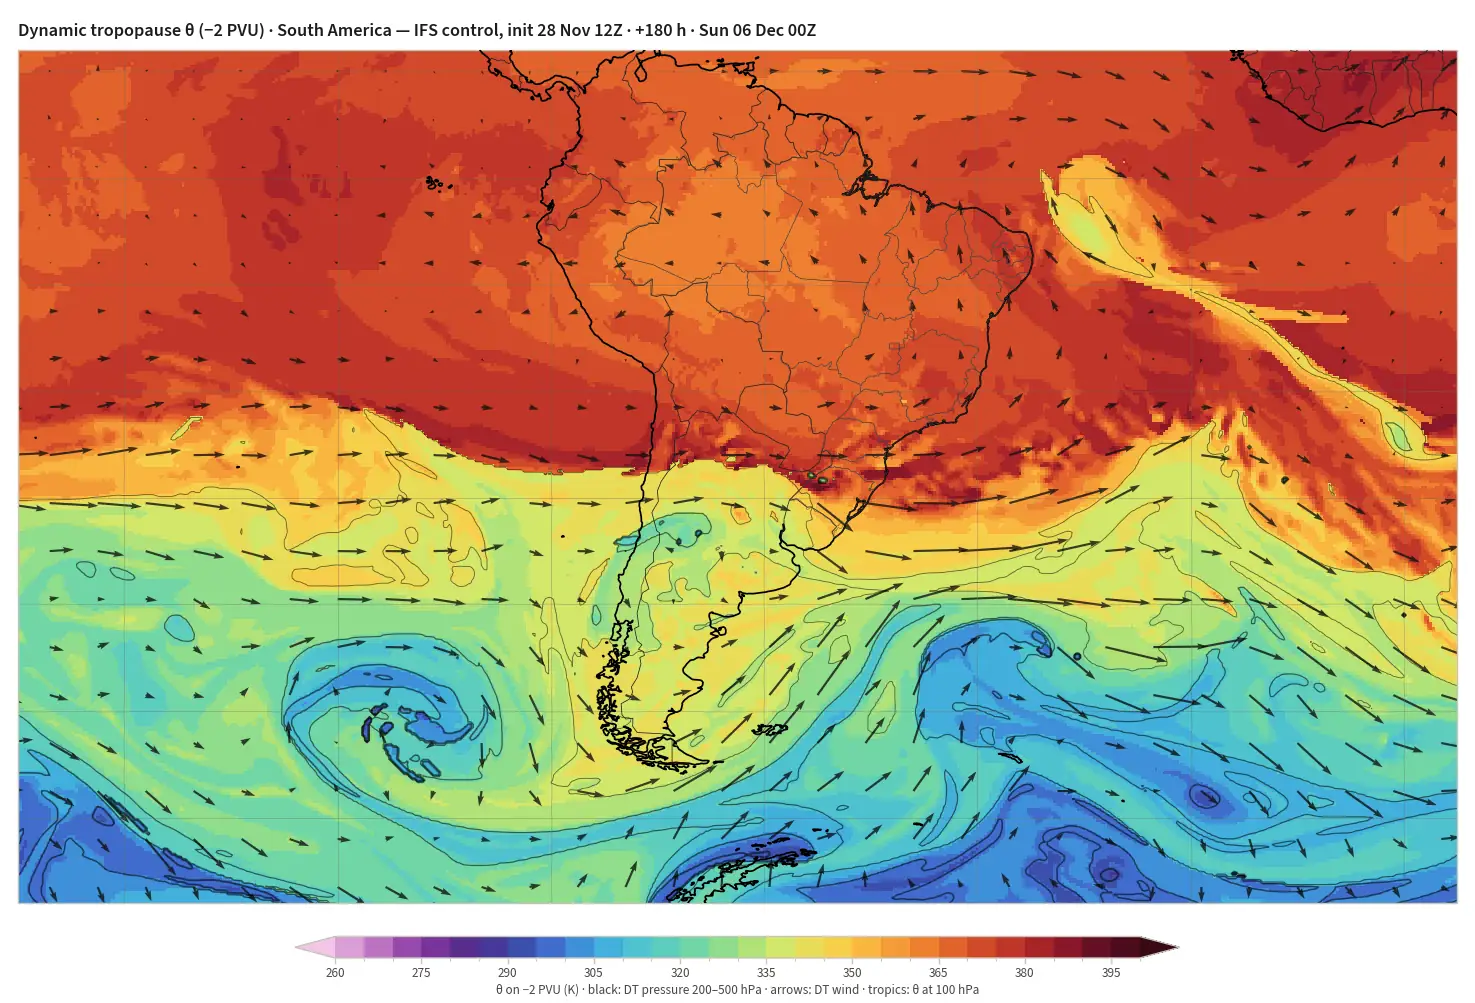 Dynamic tropopause θ (−2 PVU) · South America — IFS control, init 28 Nov 12Z · +180 h · Sun 06 Dec 00Z
260 275 290 305 320 335 350 365 380 395
θ on −2 PVU (K) · black: DT pressure 200–500 hPa · arrows: DT wind · tropics: θ at 100 hPa